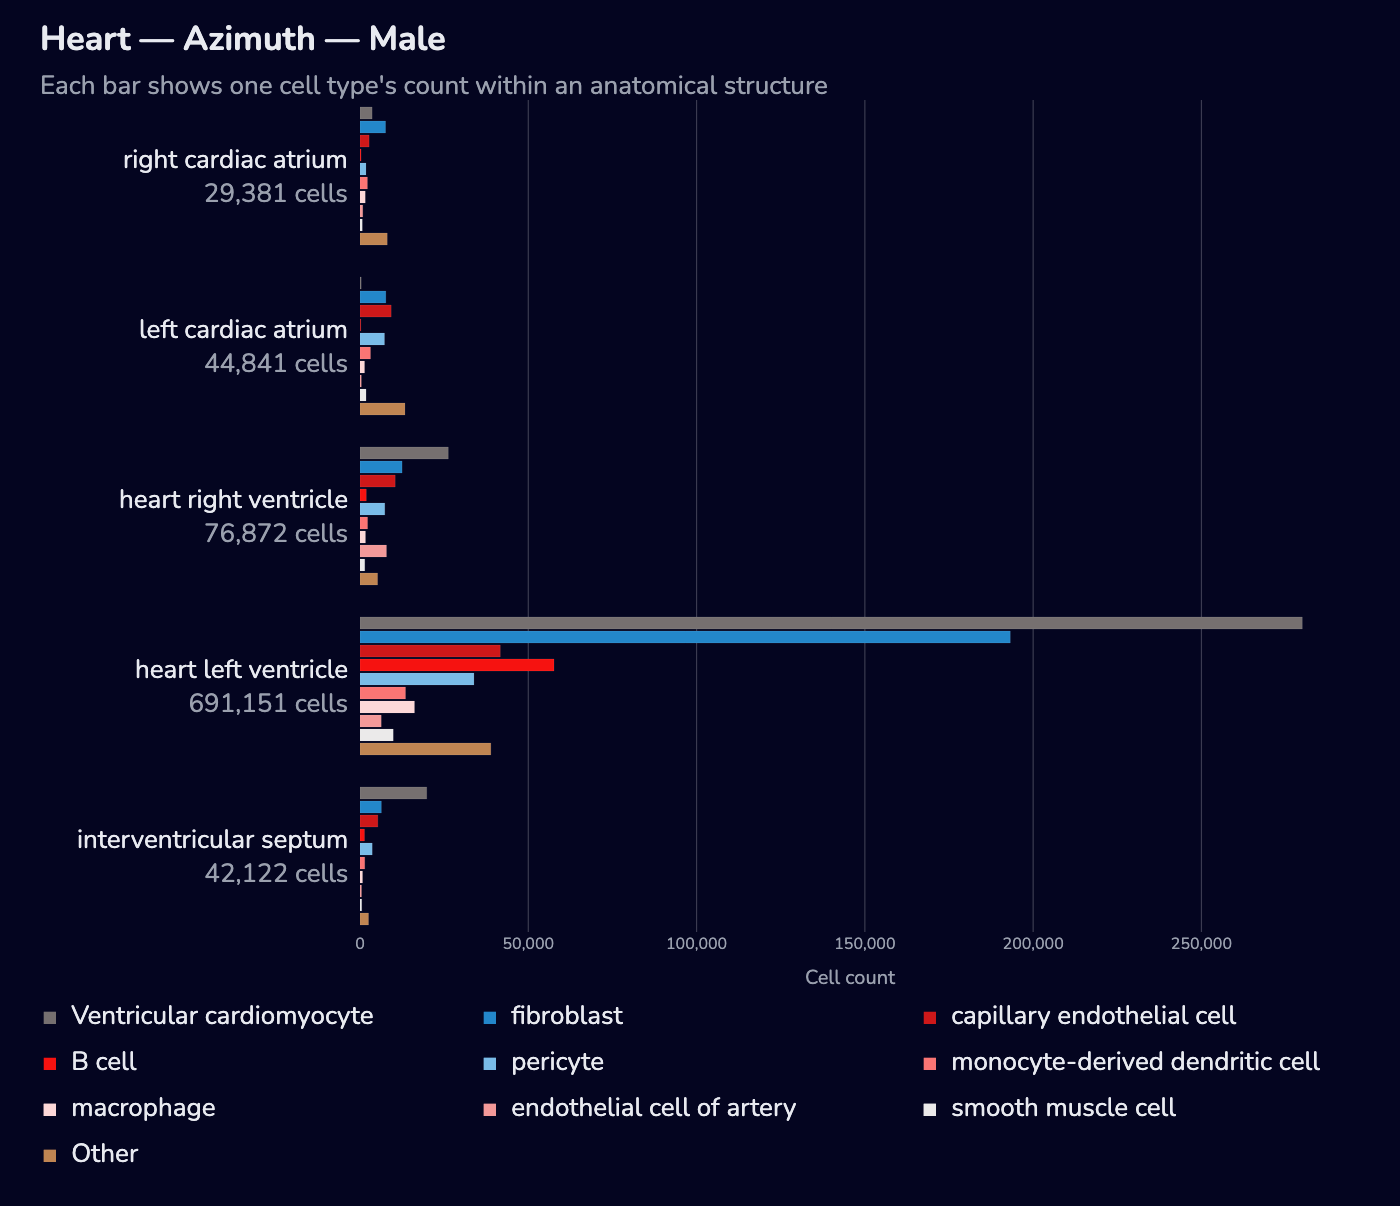 Heart — Azimuth — Male
Each bar shows one cell type's count within an anatomical structure
right cardiac atrium
29,381 cells
left cardiac atrium
44,841 cells
heart right ventricle
76,872 cells
heart left ventricle
691,151 cells
interventricular septum
42,122 cells
0 50,000 100,000 150,000 200,000 250,000
Cell count
Ventricular cardiomyocyte fibroblast capillary endothelial cell
B cell pericyte monocyte-derived dendritic cell
macrophage endothelial cell of artery smooth muscle cell
Other